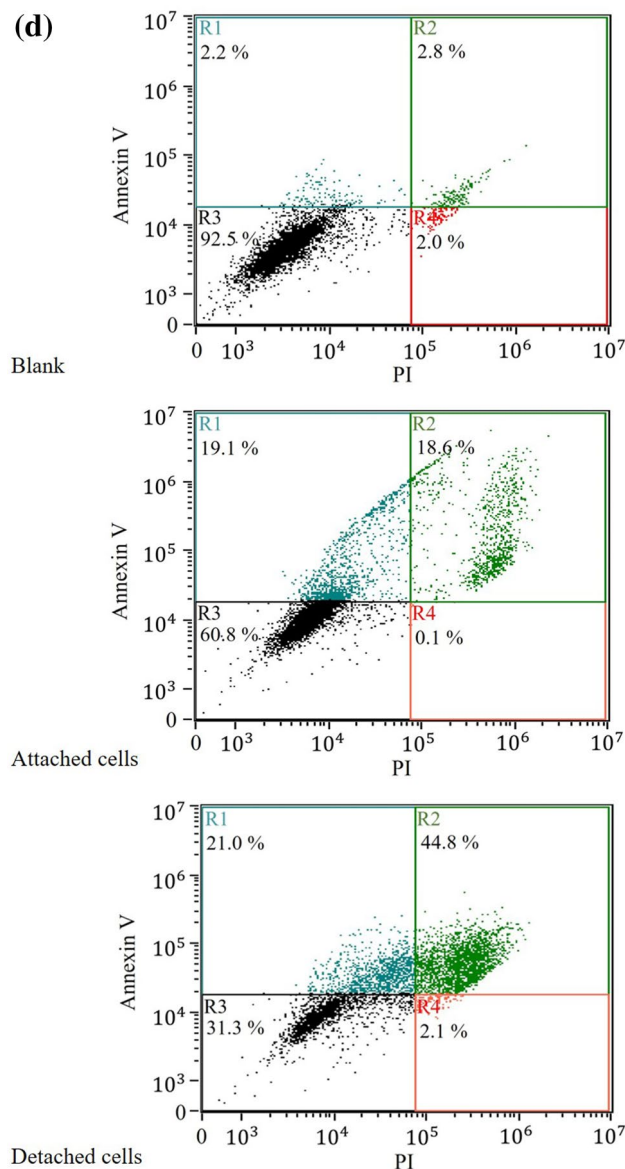 (d)
10⁷
10⁶
10⁵
10⁴
10³
0
Annexin V
R1
2.2 %
R2
2.8 %
R3
92.5 %
R4
2.0 %
0 10³ 10⁴ 10⁵ 10⁶ 10⁷
PI
Blank
10⁷
10⁶
10⁵
10⁴
10³
0
Annexin V
R1
19.1 %
R2
18.6 %
R3
60.8 %
R4
0.1 %
0 10³ 10⁴ 10⁵ 10⁶ 10⁷
PI
Attached cells
10⁷
10⁶
10⁵
10⁴
10³
0
Annexin V
R1
21.0 %
R2
44.8 %
R3
31.3 %
R4
2.1 %
0 10³ 10⁴ 10⁵ 10⁶ 10⁷
PI
Detached cells